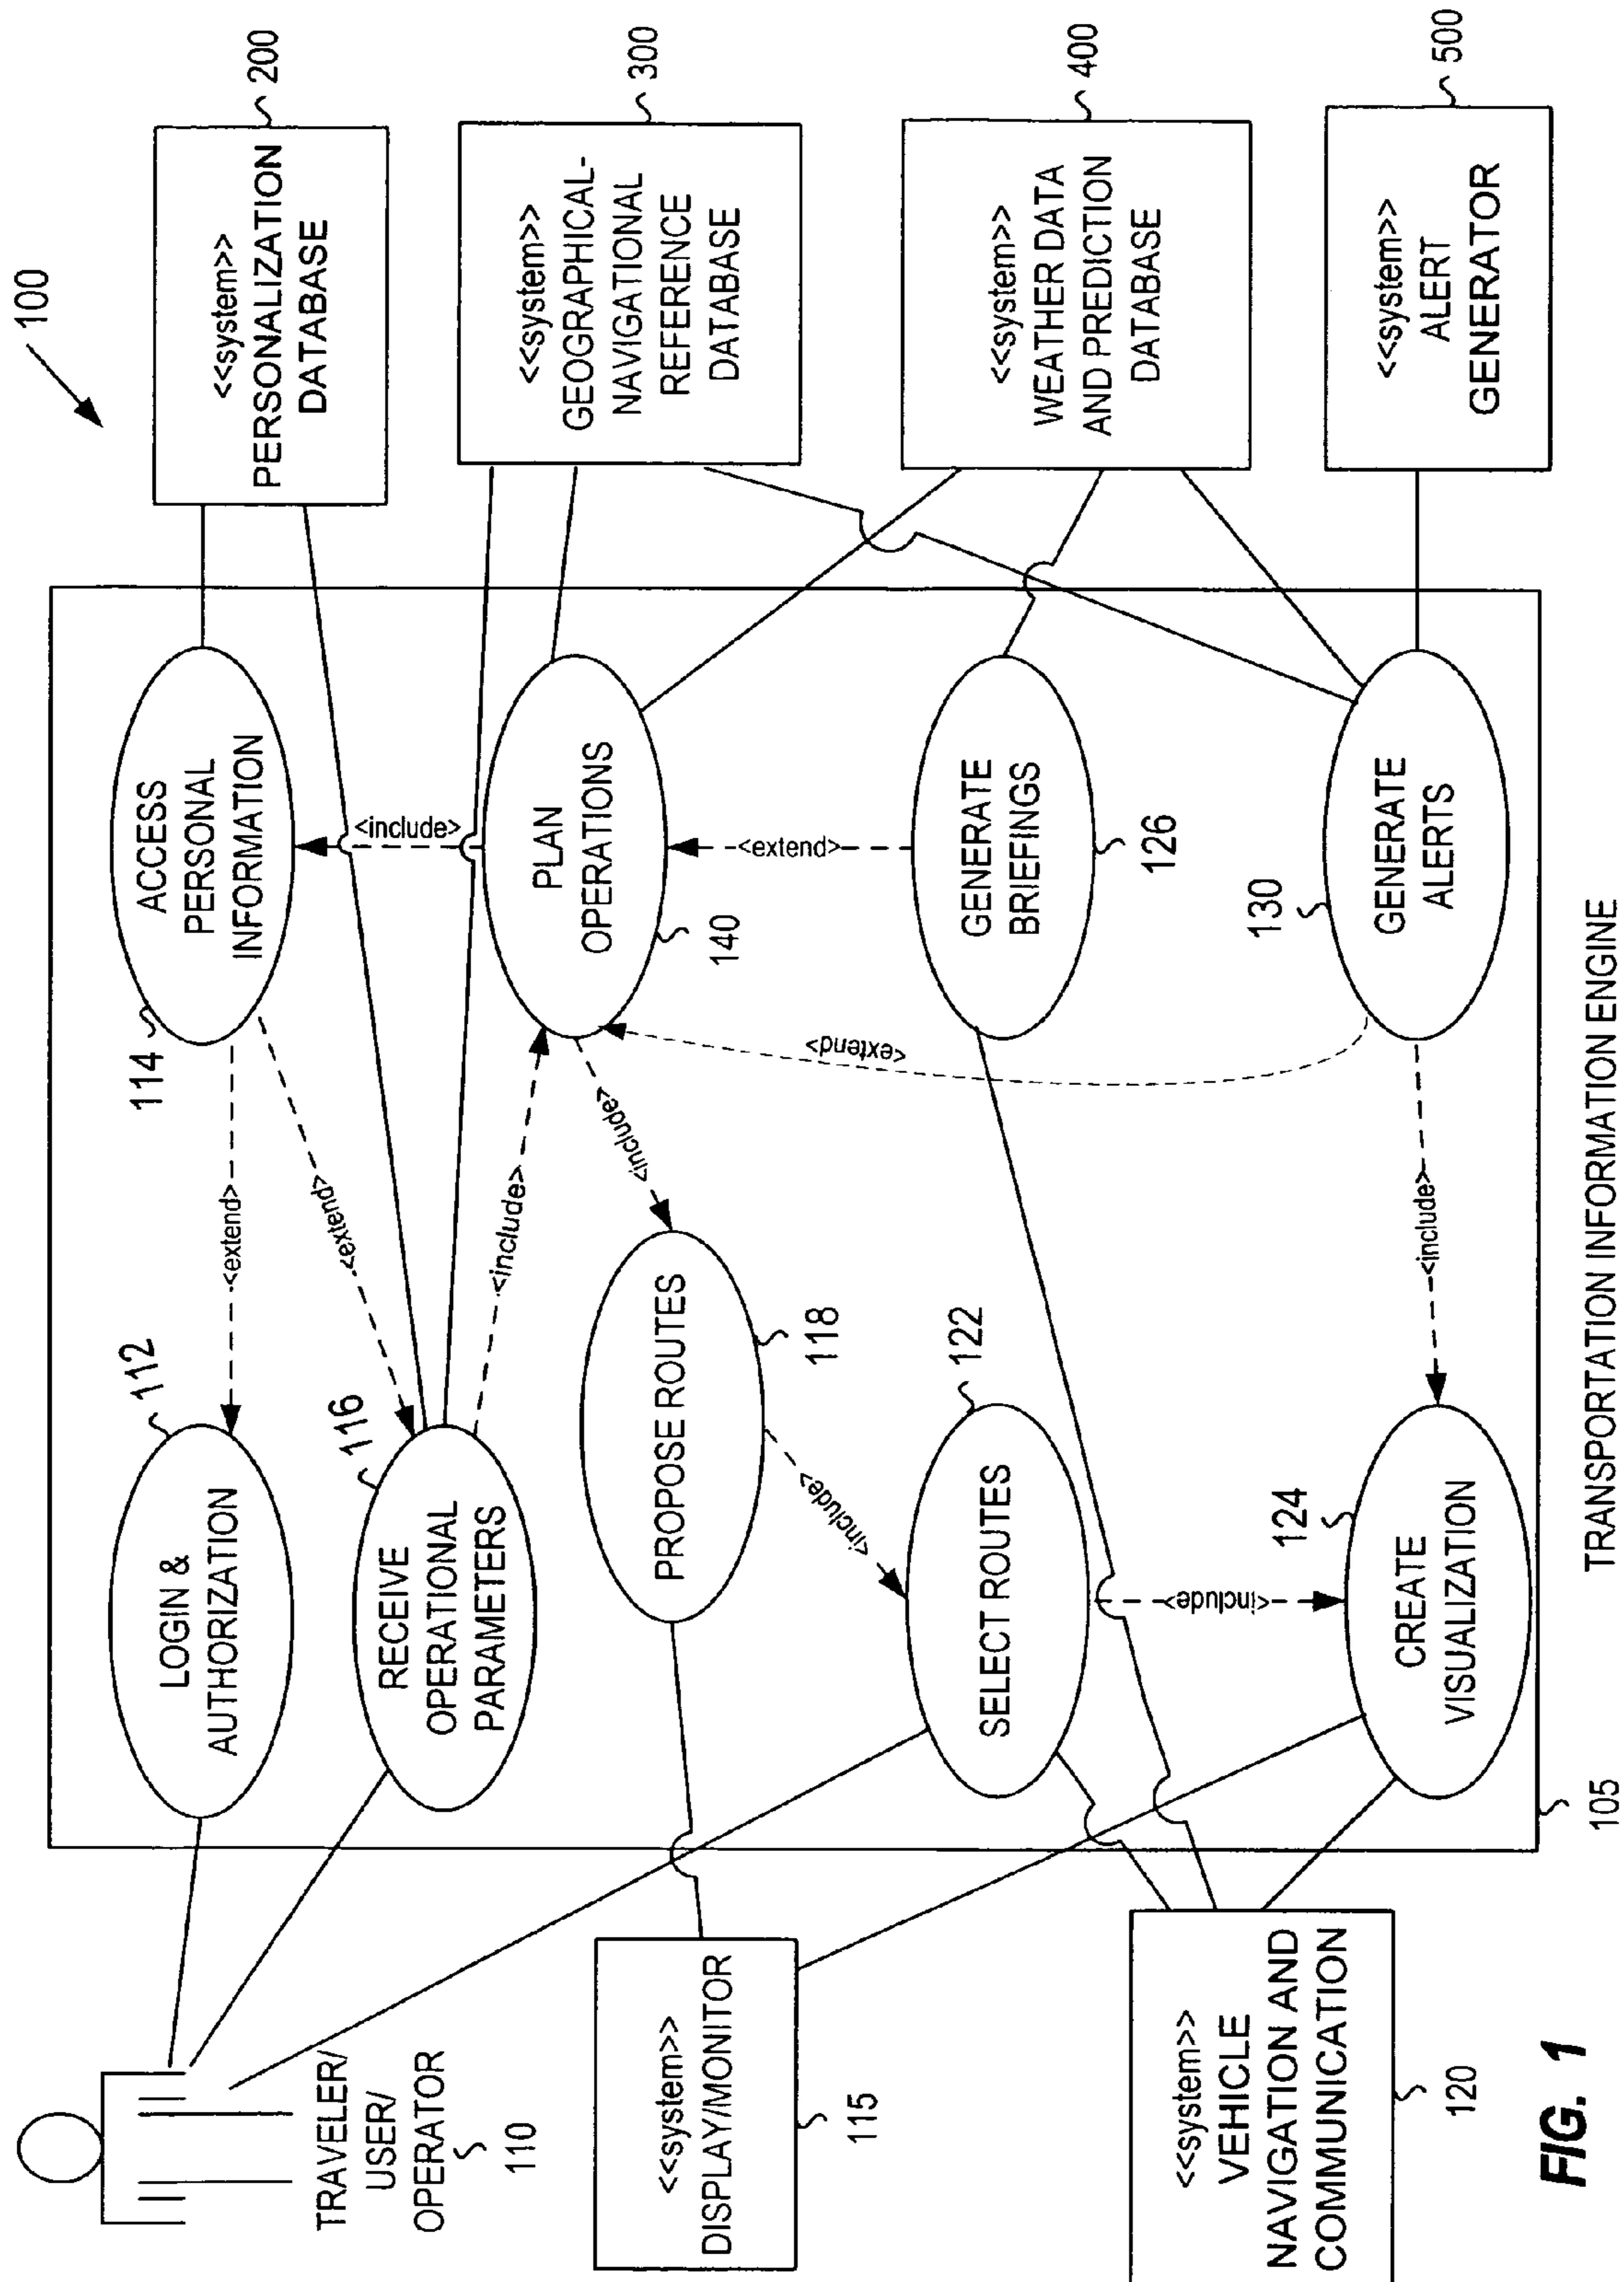 100
<<system>>
PERSONALIZATION
DATABASE
200
<<system>>
GEOGRAPHICAL-
NAVIGATIONAL
REFERENCE
DATABASE
300
<<system>>
WEATHER DATA
AND PREDICTION
DATABASE
400
<<system>>
ALERT
GENERATOR
500
ACCESS
PERSONAL
INFORMATION
114
<include>
PLAN
OPERATIONS
140
<extend>
GENERATE
BRIEFINGS
126
GENERATE
ALERTS
130
<extend>
<extend>
<include>
<include>
<extend>
<include>
LOGIN &
AUTHORIZATION
112
RECEIVE
OPERATIONAL
PARAMETERS
116
PROPOSE ROUTES
118
<include>
SELECT ROUTES
122
<include>
CREATE
VISUALIZATION
124
TRANSPORTATION INFORMATION ENGINE
105
TRAVELER/
USER/
OPERATOR
110
<<system>>
DISPLAY/MONITOR
115
<<system>>
VEHICLE
NAVIGATION AND
COMMUNICATION
120
FIG. 1